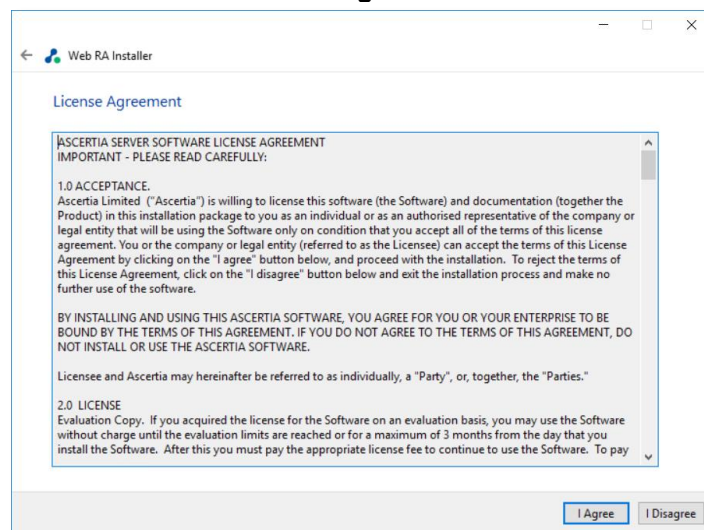 Web RA Installer
License Agreement
ASCERTIA SERVER SOFTWARE LICENSE AGREEMENT
IMPORTANT - PLEASE READ CAREFULLY:
1.0 ACCEPTANCE.
Ascertia Limited  ("Ascertia") is willing to license this software (the Software) and documentation (together the
Product) in this installation package to you as an individual or as an authorised representative of the company or
legal entity that will be using the Software only on condition that you accept all of the terms of this license
agreement. You or the company or legal entity (referred to as the Licensee) can accept the terms of this License
Agreement by clicking on the "I agree" button below, and proceed with the installation.  To reject the terms of
this License Agreement, click on the "I disagree" button below and exit the installation process and make no
further use of the software.
BY INSTALLING AND USING THIS ASCERTIA SOFTWARE, YOU AGREE FOR YOU OR YOUR ENTERPRISE TO BE
BOUND BY THE TERMS OF THIS AGREEMENT. IF YOU DO NOT AGREE TO THE TERMS OF THIS AGREEMENT, DO
NOT INSTALL OR USE THE ASCERTIA SOFTWARE.
Licensee and Ascertia may hereinafter be referred to as individually, a "Party", or, together, the "Parties."
2.0  LICENSE
Evaluation Copy.  If you acquired the license for the Software on an evaluation basis, you may use the Software
without charge until the evaluation limits are reached or for a maximum of 3 months from the day that you
install the Software.  After this you must pay the appropriate license fee to continue to use the Software.  To pay
I Agree
I Disagree